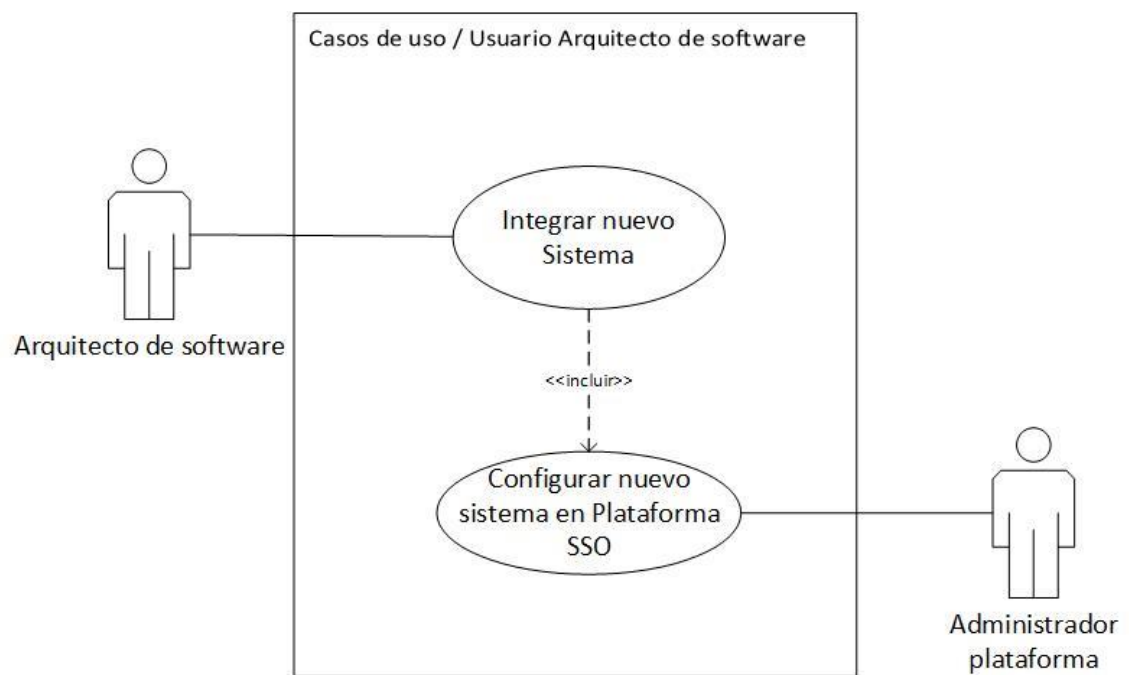 Casos de uso / Usuario Arquitecto de software
Integrar nuevo
Sistema
Arquitecto de software
<<incluir>>
Configurar nuevo
sistema en Plataforma
SSO
Administrador
plataforma